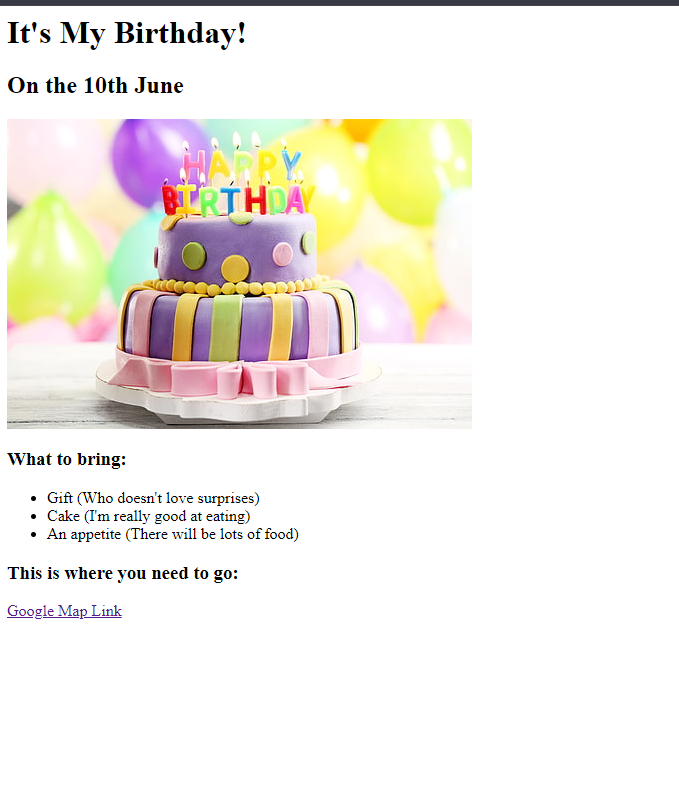 It's My Birthday!
On the 10th June
HAPPY
BIRTHDAY
What to bring:
Gift (Who doesn't love surprises)
Cake (I'm really good at eating)
An appetite (There will be lots of food)
This is where you need to go:
Google Map Link